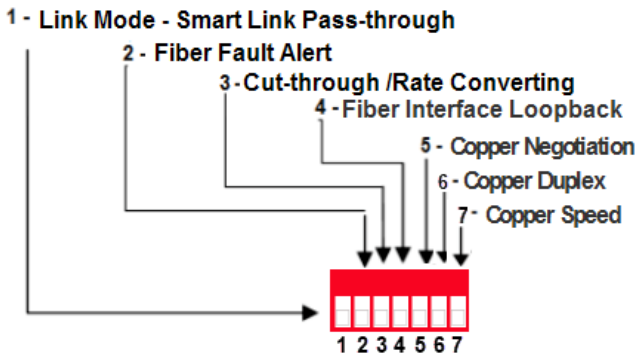 1 - Link Mode - Smart Link Pass-through
2 - Fiber Fault Alert
3 - Cut-through /Rate Converting
4 - Fiber Interface Loopback
5 - Copper Negotiation
6 - Copper Duplex
7 - Copper Speed
1 2 3 4 5 6 7